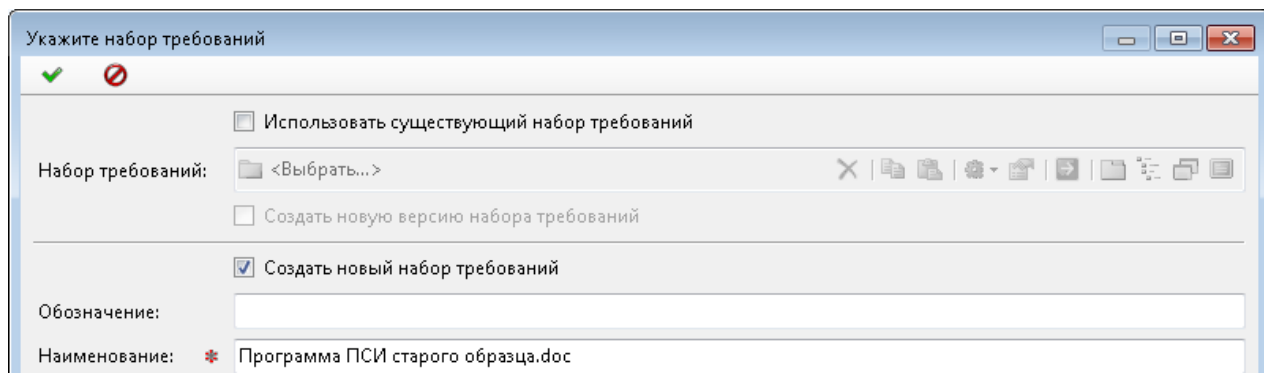 Укажите набор требований
Использовать существующий набор требований
Набор требований: <Выбрать...>
Создать новую версию набора требований
Создать новый набор требований
Обозначение:
Наименование: * Программа ПСИ старого образца.doc